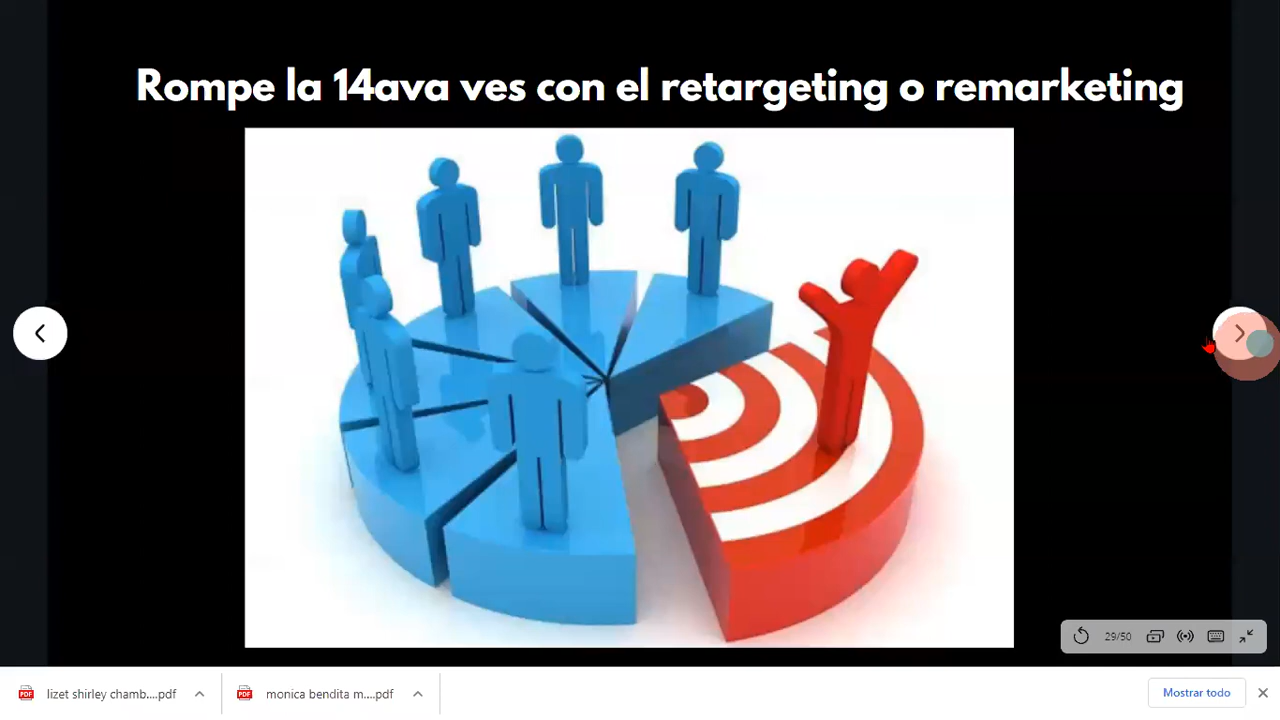 Rompe la 14ava ves con el retargeting o remarketing
29/50
lizet shirley chamb....pdf
monica bendita m....pdf
Mostrar todo